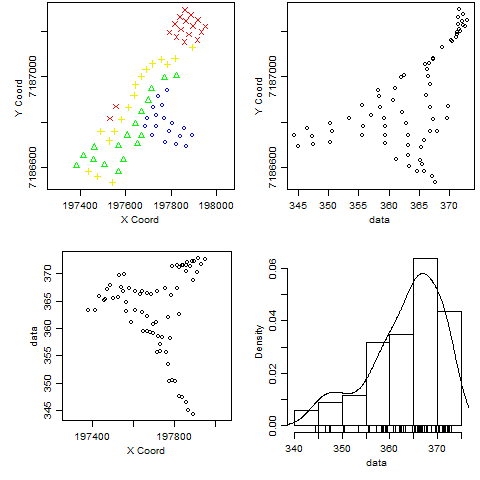 Y Coord
7187000
7186600
197400 197600 197800 198000
X Coord
Y Coord
7187000
7186600
345 350 355 360 365 370
data
data
370
365
360
355
350
345
197400 197800
X Coord
Density
0.06
0.04
0.02
0.00
340 350 360 370
data